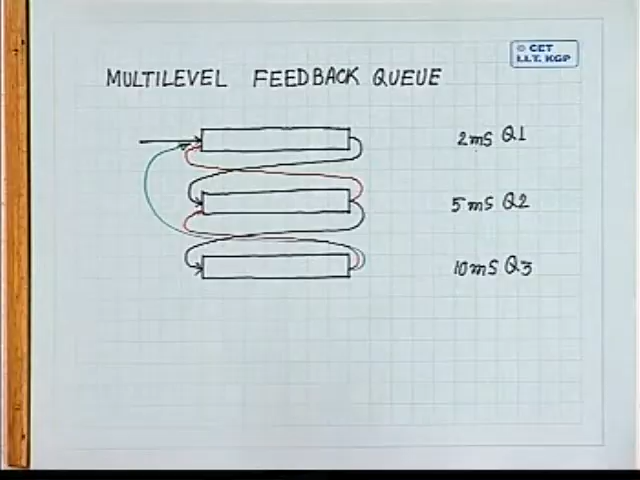 © CET
I.I.T. KGP
MULTILEVEL FEEDBACK QUEUE
2ms Q1
5ms Q2
10ms Q3